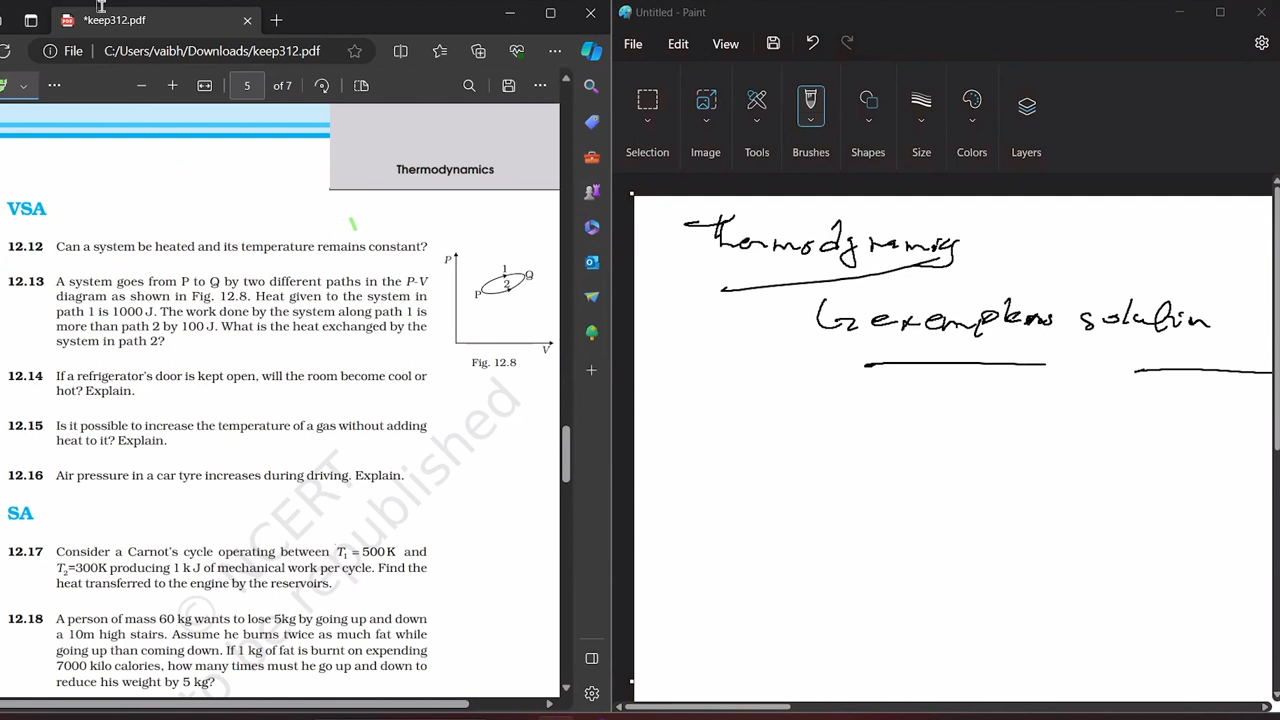 *keep312.pdf
File
C:/Users/vaibh/Downloads/keep312.pdf
5 of 7
Thermodynamics
VSA
12.12 Can a system be heated and its temperature remains constant?
12.13 A system goes from P to Q by two different paths in the P-V
diagram as shown in Fig. 12.8. Heat given to the system in
path 1 is 1000 J. The work done by the system along path 1 is
more than path 2 by 100 J. What is the heat exchanged by the
system in path 2?
P
1
Q
2
P
V
Fig. 12.8
12.14 If a refrigerator's door is kept open, will the room become cool or
hot? Explain.
12.15 Is it possible to increase the temperature of a gas without adding
heat to it? Explain.
12.16 Air pressure in a car tyre increases during driving. Explain.
SA
12.17 Consider a Carnot's cycle operating between T₁ = 500K and
T₂=300K producing 1 k J of mechanical work per cycle. Find the
heat transferred to the engine by the reservoirs.
12.18 A person of mass 60 kg wants to lose 5kg by going up and down
a 10m high stairs. Assume he burns twice as much fat while
going up than coming down. If 1 kg of fat is burnt on expending
7000 kilo calories, how many times must he go up and down to
reduce his weight by 5 kg?
© NCERT
to be republished
Untitled - Paint
File Edit View
Selection Image Tools Brushes Shapes Size Colors Layers
Thermodynamics
solution